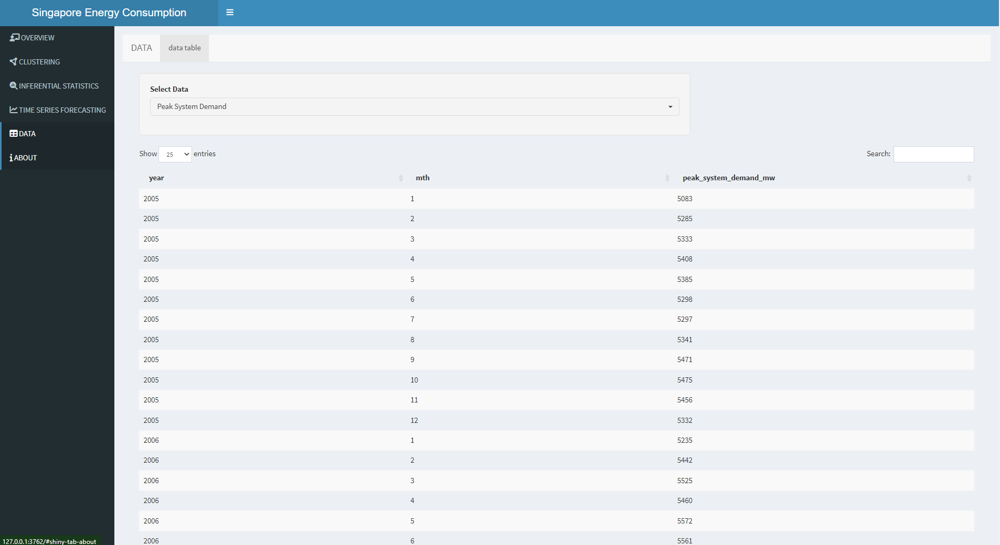 Singapore Energy Consumption
OVERVIEW
CLUSTERING
INFERENTIAL STATISTICS
TIME SERIES FORECASTING
DATA
ABOUT
DATA data table
Select Data
Peak System Demand
Show 25 entries Search:
year mth peak_system_demand_mw
2005 1 5083
2005 2 5285
2005 3 5333
2005 4 5408
2005 5 5385
2005 6 5298
2005 7 5297
2005 8 5341
2005 9 5471
2005 10 5475
2005 11 5456
2005 12 5332
2006 1 5235
2006 2 5442
2006 3 5525
2006 4 5460
2006 5 5572
2006 6 5561
127.0.0.1:3762/#shiny-tab-about